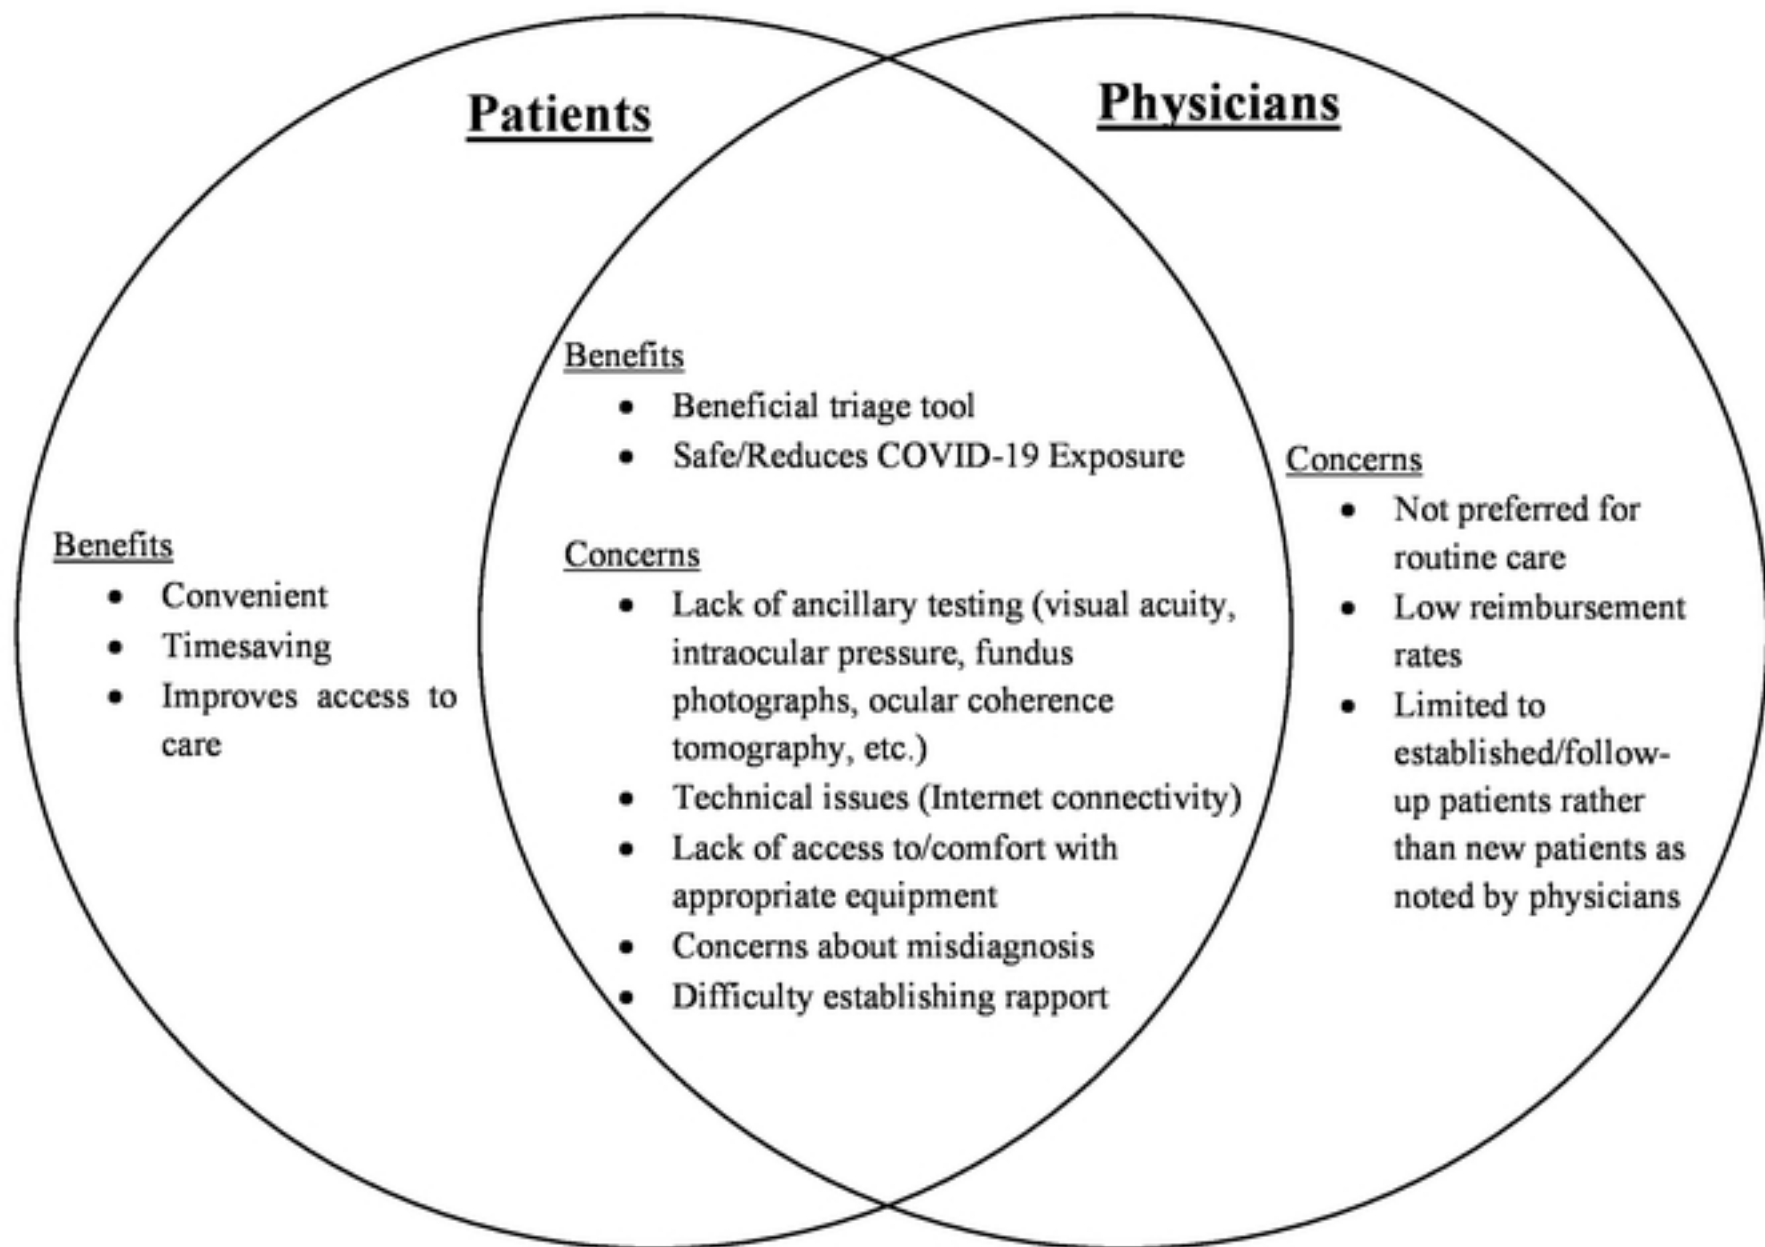 Patients
Physicians
Benefits
• Convenient
• Timesaving
• Improves access to
care
Benefits
• Beneficial triage tool
• Safe/Reduces COVID-19 Exposure
Concerns
• Lack of ancillary testing (visual acuity,
intraocular pressure, fundus
photographs, ocular coherence
tomography, etc.)
• Technical issues (Internet connectivity)
• Lack of access to/comfort with
appropriate equipment
• Concerns about misdiagnosis
• Difficulty establishing rapport
Concerns
• Not preferred for
routine care
• Low reimbursement
rates
• Limited to
established/follow-
up patients rather
than new patients as
noted by physicians